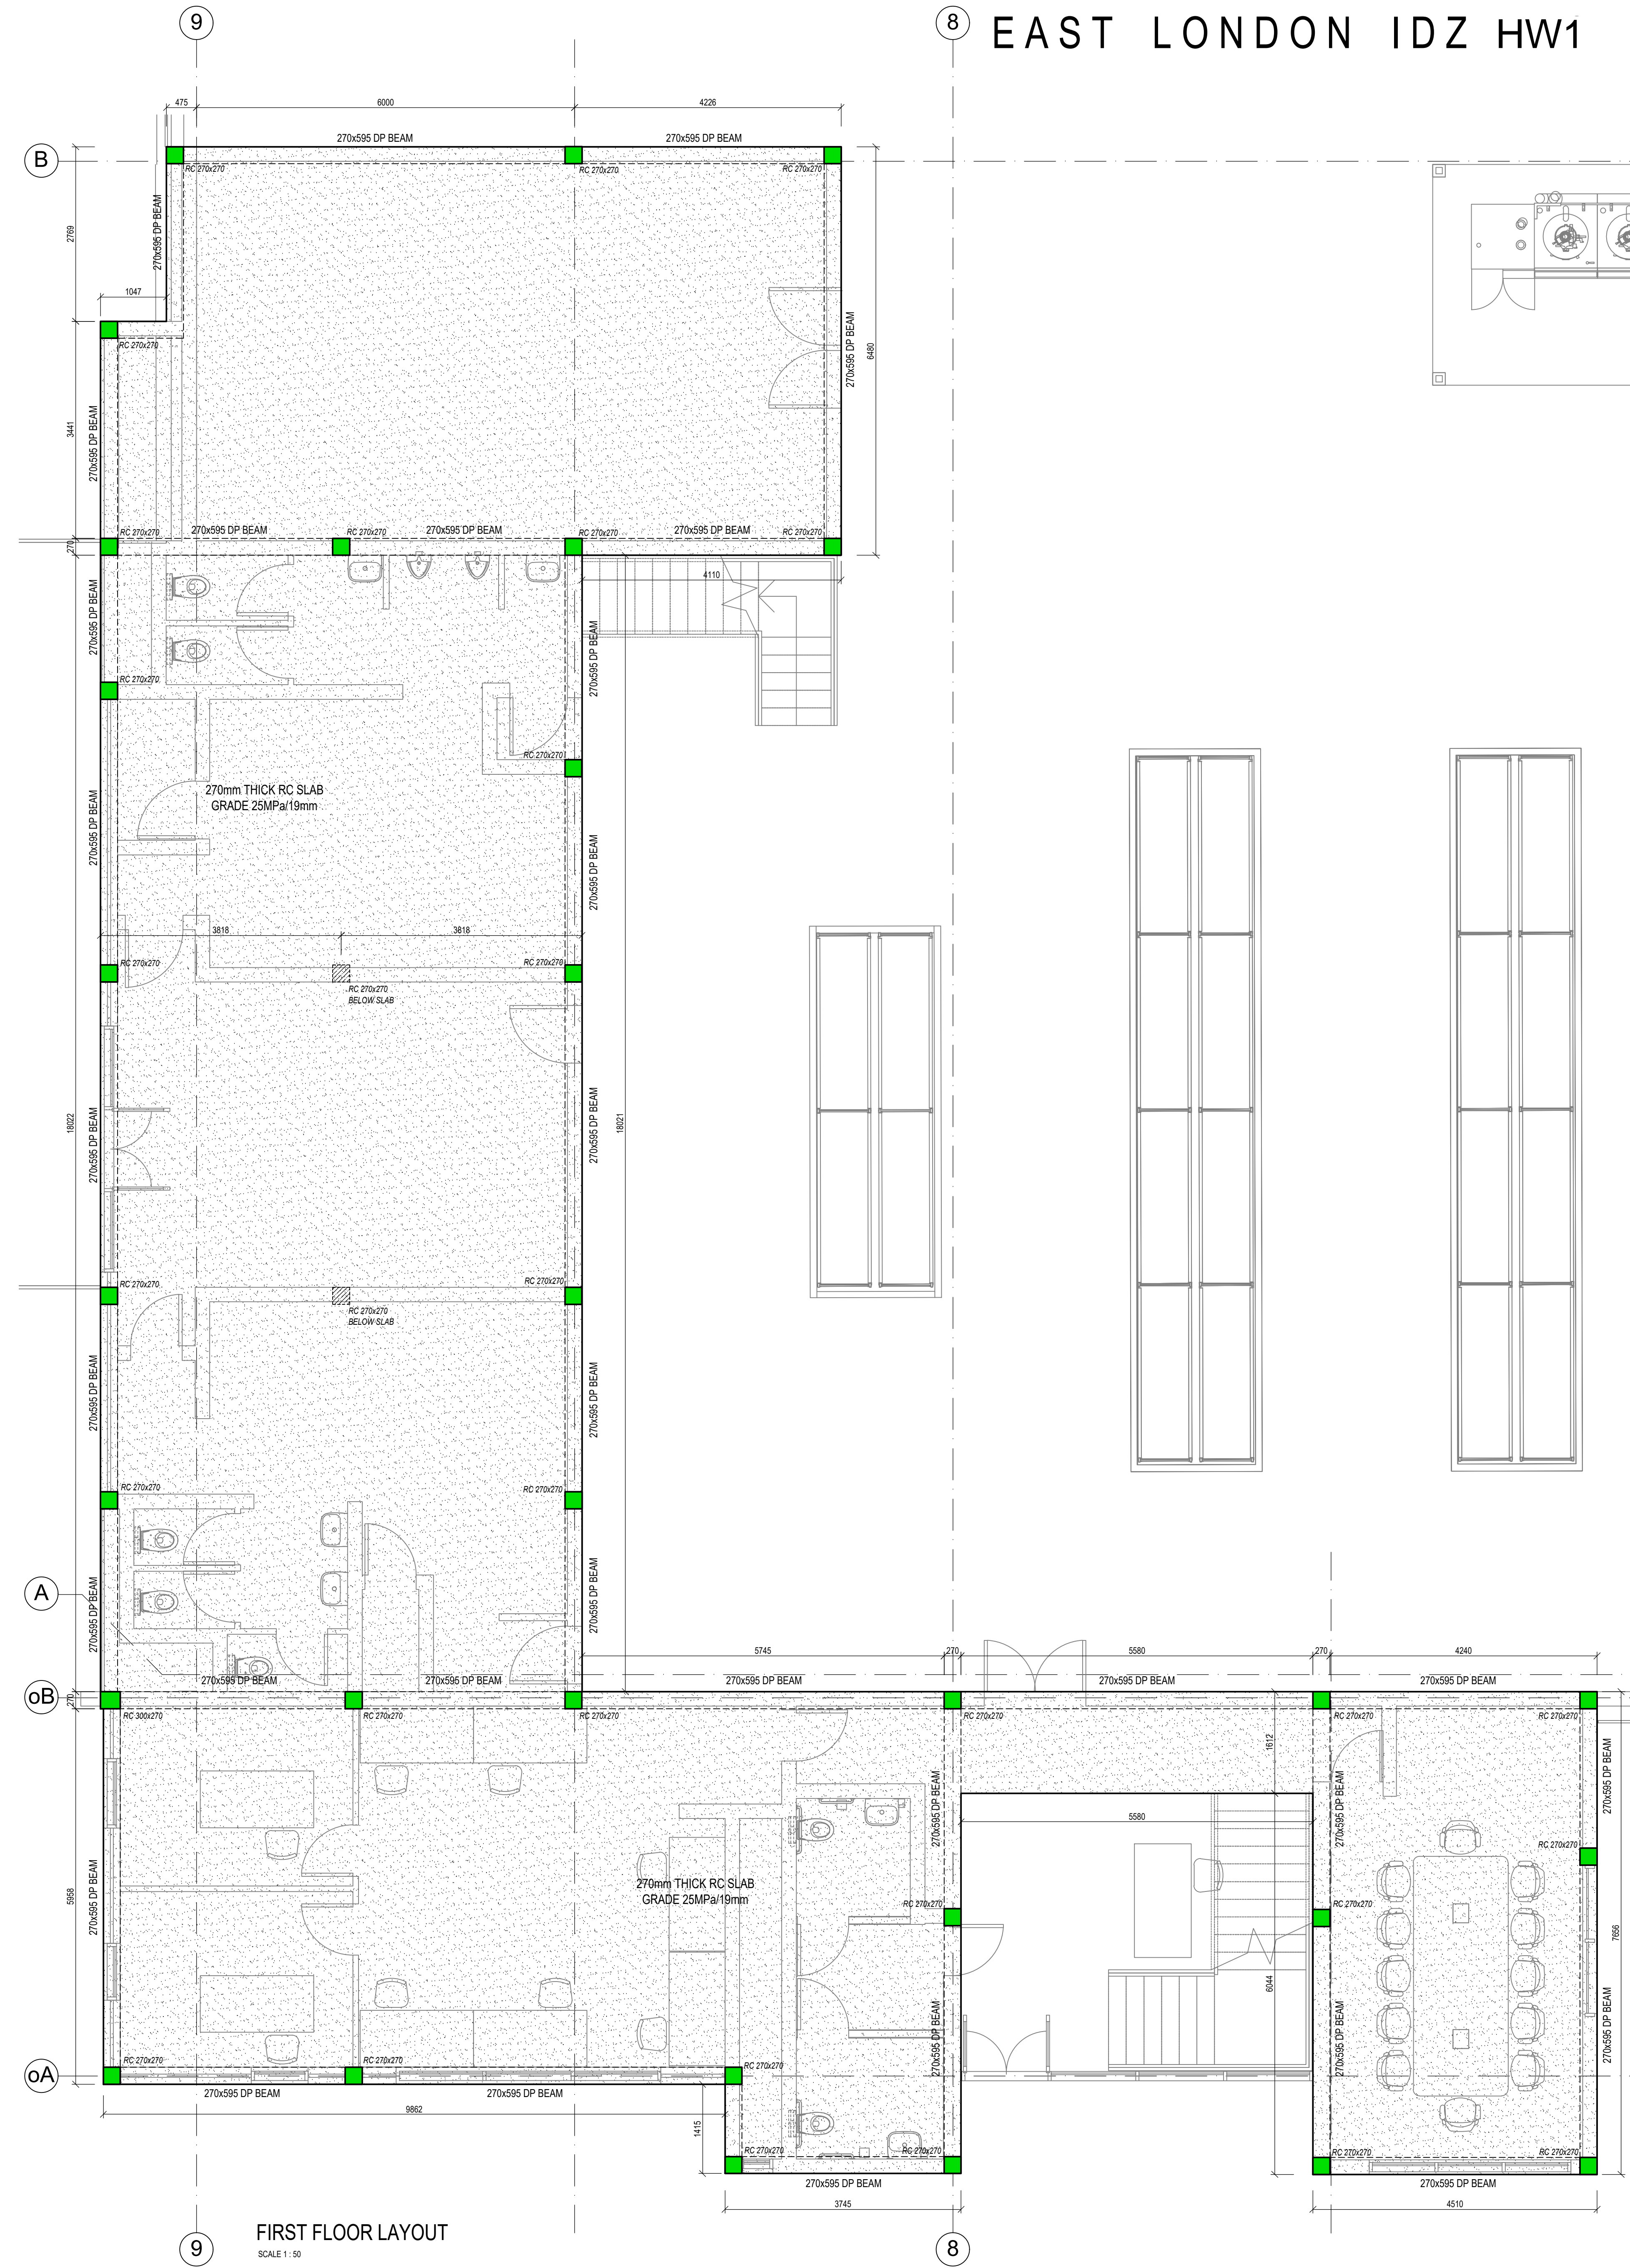 9
8
EAST LONDON IDZ HW1
475
6000
4226
270x595 DP BEAM
270x595 DP BEAM
B
RC 270x270
RC 270x270
RC 270x270
270x595 DP BEAM
2769
1047
RC 270x270
270x595 DP BEAM
6480
3441
270x595 DP BEAM
RC 270x270
270x595 DP BEAM
RC 270x270
270x595 DP BEAM
RC 270x270
270x595 DP BEAM
RC 270x270
270
4110
270x595 DP BEAM
270x595 DP BEAM
RC 270x270
RC 270x270
270mm THICK RC SLAB
GRADE 25MPa/19mm
270x595 DP BEAM
270x595 DP BEAM
3818
3818
RC 270x270
RC 270x270
RC 270x270
BELOW SLAB
18022
270x595 DP BEAM
270x595 DP BEAM
18021
RC 270x270
RC 270x270
RC 270x270
BELOW SLAB
270x595 DP BEAM
270x595 DP BEAM
RC 270x270
RC 270x270
A
270x595 DP BEAM
270x595 DP BEAM
5745
270
5580
270
4240
oB
270
270x595 DP BEAM
270x595 DP BEAM
270x595 DP BEAM
270x595 DP BEAM
270x595 DP BEAM
RC 300x270
RC 270x270
RC 270x270
RC 270x270
RC 270x270
RC 270x270
1612
270x595 DP BEAM
270x595 DP BEAM
270x595 DP BEAM
5580
RC 270x270
270mm THICK RC SLAB
GRADE 25MPa/19mm
RC 270x270
RC 270x270
5958
270x595 DP BEAM
7656
6044
270x595 DP BEAM
270x595 DP BEAM
270x595 DP BEAM
oA
RC 270x270
RC 270x270
RC 270x270
270x595 DP BEAM
270x595 DP BEAM
9862
1415
RC 270x270
RC 270x270
RC 270x270
RC 270x270
270x595 DP BEAM
270x595 DP BEAM
3745
4510
FIRST FLOOR LAYOUT
SCALE 1 : 50
9
8